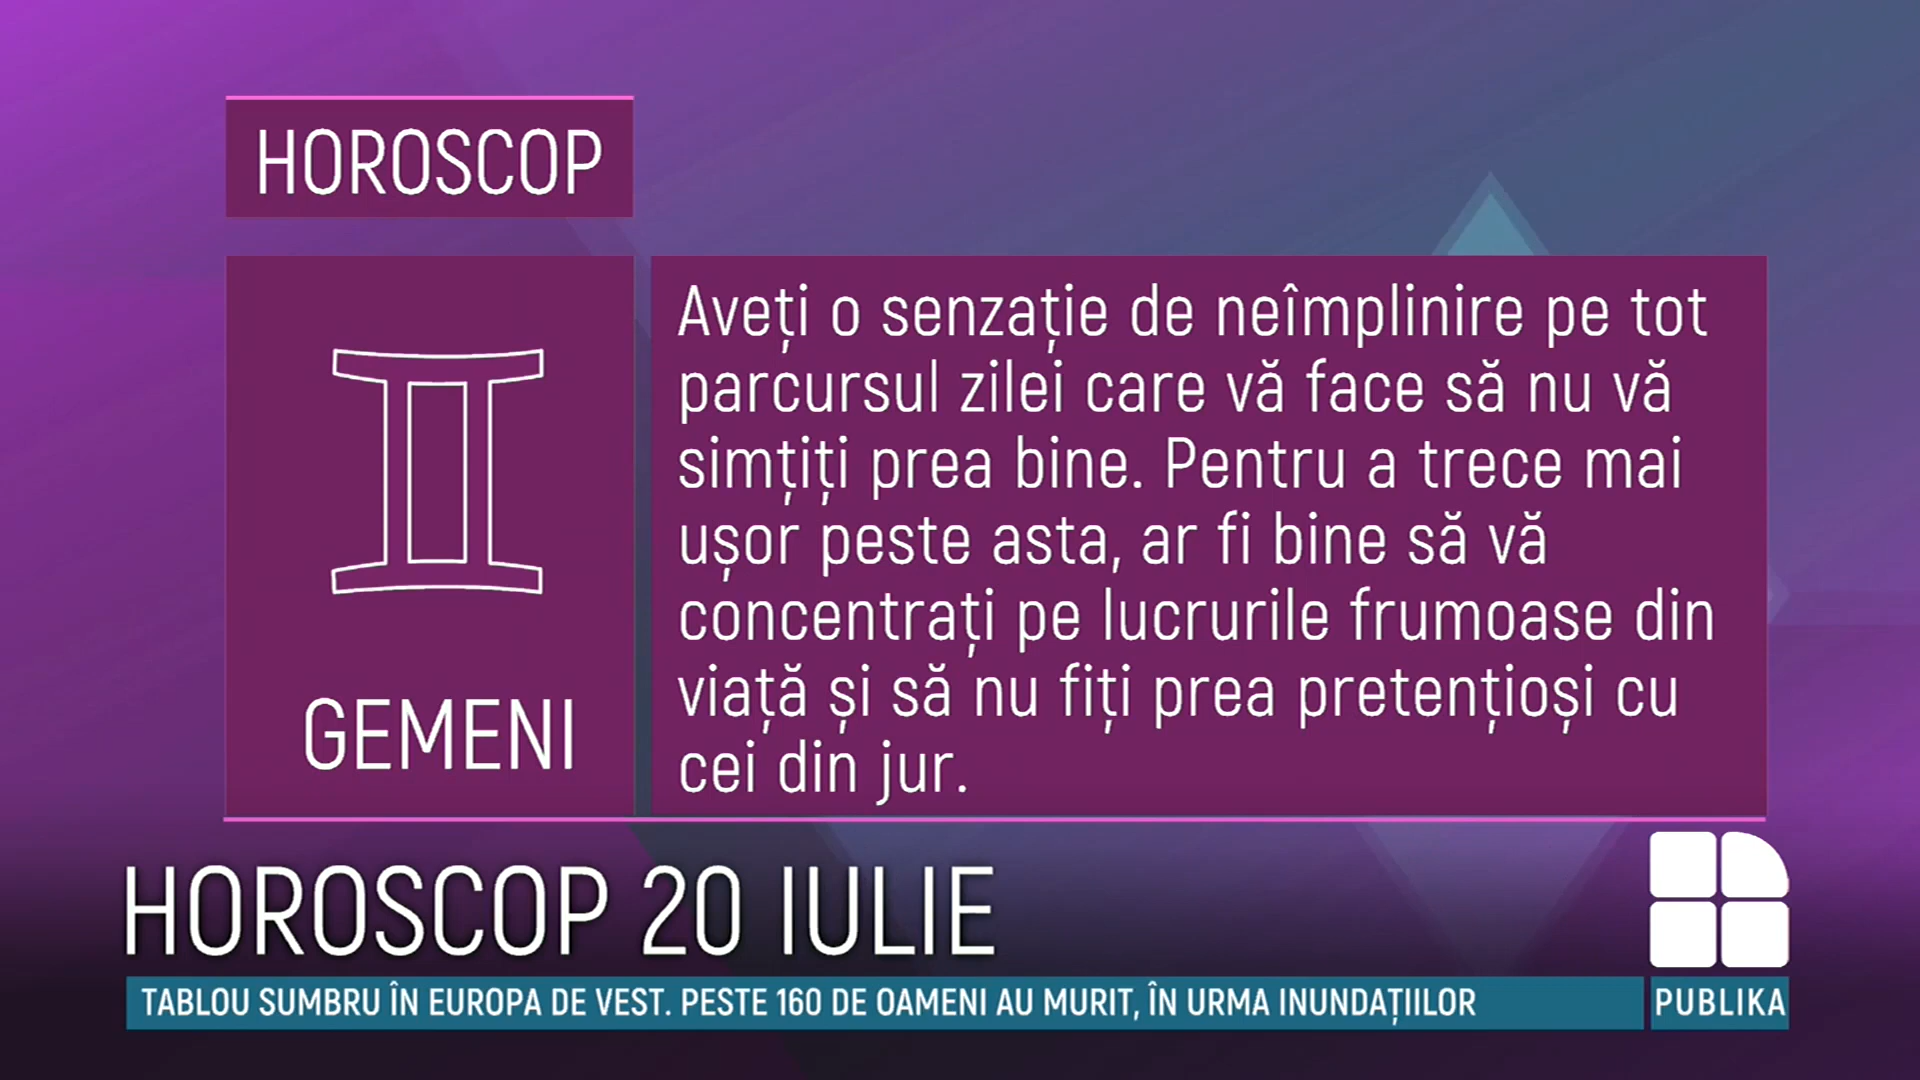 HOROSCOP
GEMENI
Aveți o senzație de neîmplinire pe tot
parcursul zilei care vă face să nu vă
simțiți prea bine. Pentru a trece mai
ușor peste asta, ar fi bine să vă
concentrați pe lucrurile frumoase din
viață și să nu fiți prea pretențioși cu
cei din jur.
HOROSCOP 20 IULIE
TABLOU SUMBRU ÎN EUROPA DE VEST. PESTE 160 DE OAMENI AU MURIT, ÎN URMA INUNDAȚIILOR
PUBLIKA